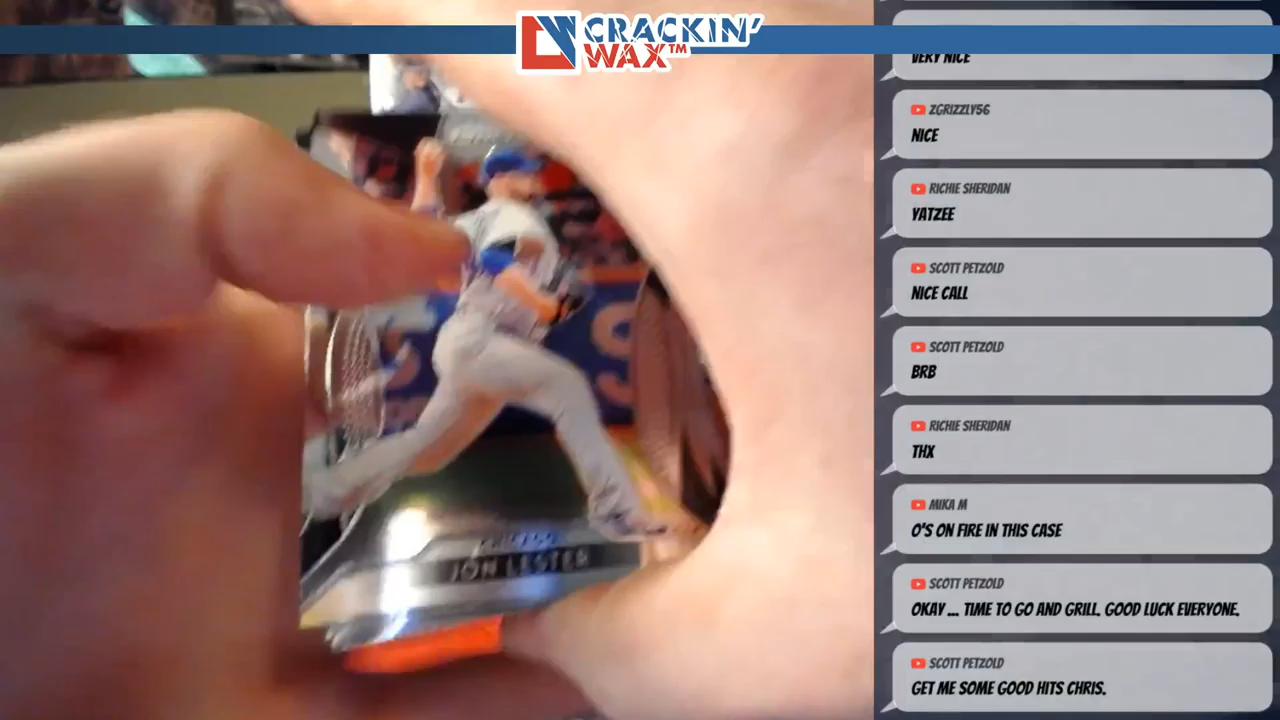 CRACKIN'
WAX™
VERY NICE
ZGRIZZLY56
NICE
RICHIE SHERIDAN
YATZEE
SCOTT PETZOLD
NICE CALL
SCOTT PETZOLD
BRB
RICHIE SHERIDAN
THX
MIKA M
O'S ON FIRE IN THIS CASE
SCOTT PETZOLD
OKAY ... TIME TO GO AND GRILL. GOOD LUCK EVERYONE.
SCOTT PETZOLD
GET ME SOME GOOD HITS CHRIS.
JON LESTER